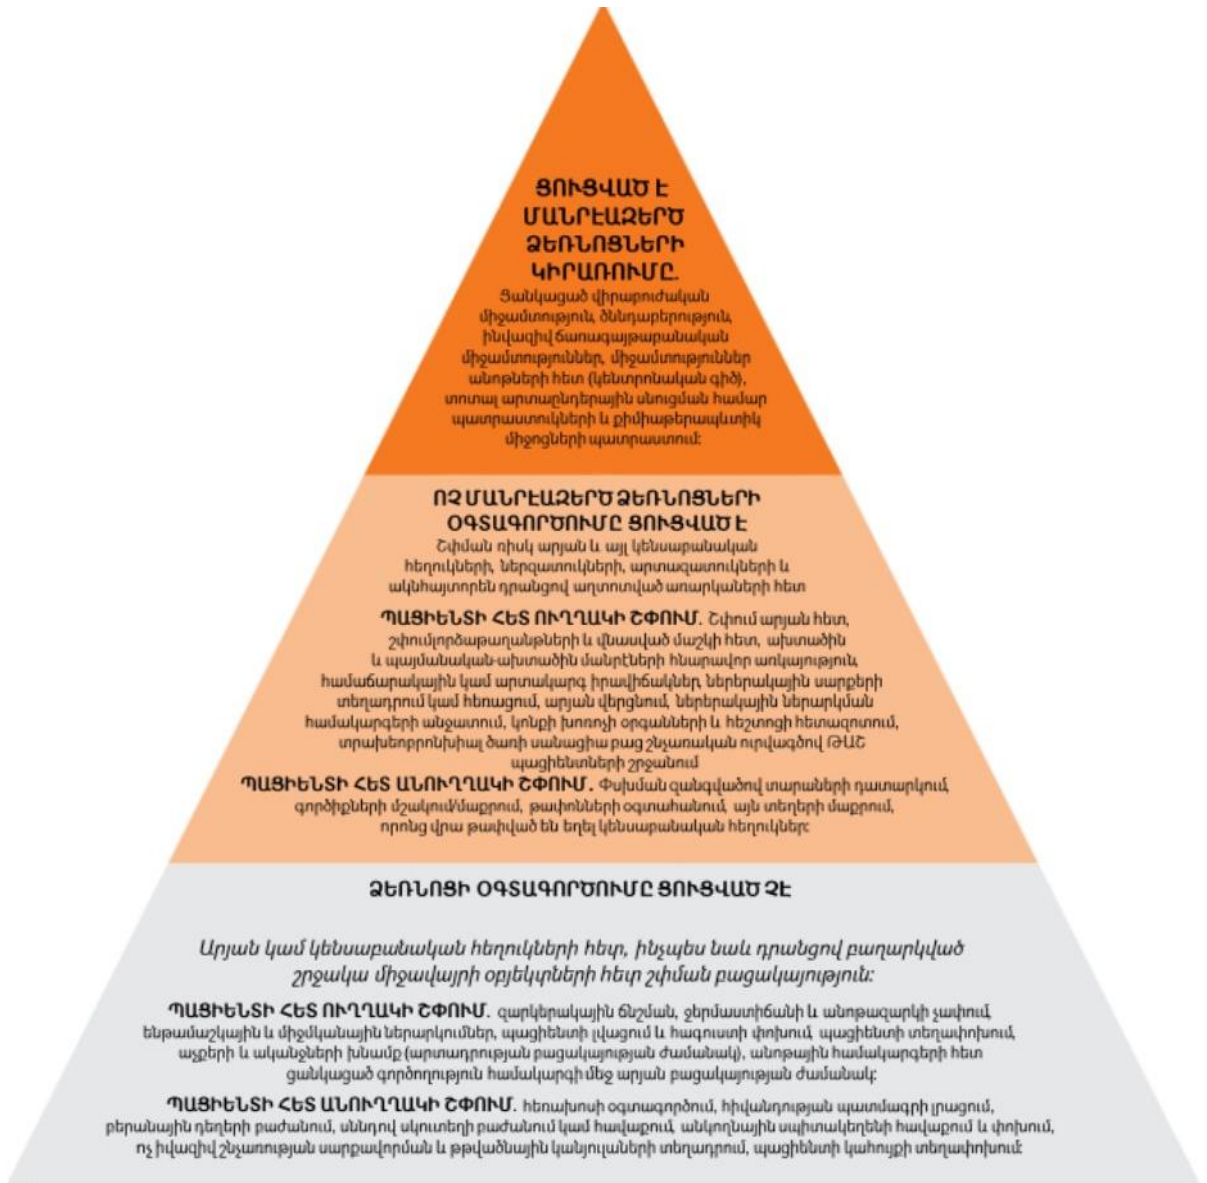 ՑՈՒՑՎԱԾ Է
ՄԱՆՐԷԱԶԵՐԾ
ՁԵՌՆՈՑՆԵՐԻ
ԿԻՐԱՌՈՒՄԸ.
Ցանկացած վիրաբուժական
միջամտություն, ծննդաբերություն,
ինվազիվ ճառագայթաբանական
միջամտություններ, միջամտություններ
անոթների հետ (կենտրոնական գիծ),
տոտալ արտաընդերային սնուցման համար
պատրաստուկների և քիմիաթերապևտիկ
միջոցների պատրաստում:
ՈՉ ՄԱՆՐԷԱԶԵՐԾ ՁԵՌՆՈՑՆԵՐԻ
ՕԳՏԱԳՈՐԾՈՒՄԸ ՑՈՒՑՎԱԾ Է
Շփման ռիսկ արյան և այլ կենսաբանական
հեղուկների, ներզատուկների, արտազատուկների և
ակնհայտորեն դրանցով աղտոտված առարկաների հետ
ՊԱՑԻԵՆՏԻ ՀԵՏ ՈՒՂՂԱԿԻ ՇՓՈՒՄ. Շփում արյան հետ,
շփումլորձաթաղանթների և վնասված մաշկի հետ, ախտածին
և պայմանական-ախտածին մանրէների հնարավոր առկայություն,
համաճարակային կամ արտակարգ իրավիճակներ, ներերակային սարքերի
տեղադրում կամ հեռացում, արյան վերցնում, ներերակային ներարկման
համակարգերի անջատում, կոնքի խոռոչի օրգանների և հեշտոցի հետազոտում,
տրախեոբրոնխիալ ծառի սանացիա բաց շնչառական ուրվագծով ԹԱՇ
պացիենտների շրջանում
ՊԱՑԻԵՆՏԻ ՀԵՏ ԱՆՈՒՂՂԱԿԻ ՇՓՈՒՄ. Փսխման զանգվածով տարաների դատարկում,
գործիքների մշակում/մաքրում, թափոնների օգտահանում, այն տեղերի մաքրում,
որոնց վրա թափված են եղել կենսաբանական հեղուկներ:
ՁԵՌՆՈՑԻ ՕԳՏԱԳՈՐԾՈՒՄԸ ՑՈՒՑՎԱԾ ՉԷ
Արյան կամ կենսաբանական հեղուկների հետ, ինչպես նաև դրանցով բաղարկված
շրջակա միջավայրի օբյեկտների հետ շփման բացակայություն:
ՊԱՑԻԵՆՏԻ ՀԵՏ ՈՒՂՂԱԿԻ ՇՓՈՒՄ. զարկերակային ճնշման, ջերմաստիճանի և անոթազարկի չափում,
ենթամաշկային և միջմկանային ներարկումներ, պացիենտի լվացում և հագուստի փոխում, պացիենտի տեղափոխում,
աչքերի և ականջների խնամք (արտադրության բացակայության ժամանակ), անոթային համակարգերի հետ
ցանկացած գործողություն համակարգի մեջ արյան բացակայության ժամանակ:
ՊԱՑԻԵՆՏԻ ՀԵՏ ԱՆՈՒՂՂԱԿԻ ՇՓՈՒՄ. հեռախոսի օգտագործում, հիվանդության պատմագրի լրացում,
բերանային դեղերի բաժանում, սննդով սկուտեղի բաժանում կամ հավաքում, անկողնային սպիտակեղենի հավաքում և փոխում,
ոչ իվազիվ շնչառության սարքավորման և թթվածնային կանյուլաների տեղադրում, պացիենտի կահույքի տեղափոխում: